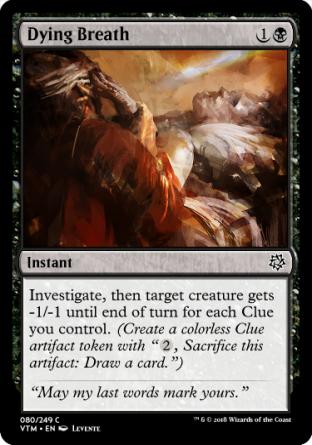 Dying Breath 1
Instant
Investigate, then target creature gets
-1/-1 until end of turn for each Clue
you control. (Create a colorless Clue
artifact token with “2, Sacrifice this
artifact: Draw a card.”)
“May my last words mark yours.”
080/249 C
VTM • EN LEVENTE
™ & © 2018 Wizards of the Coast